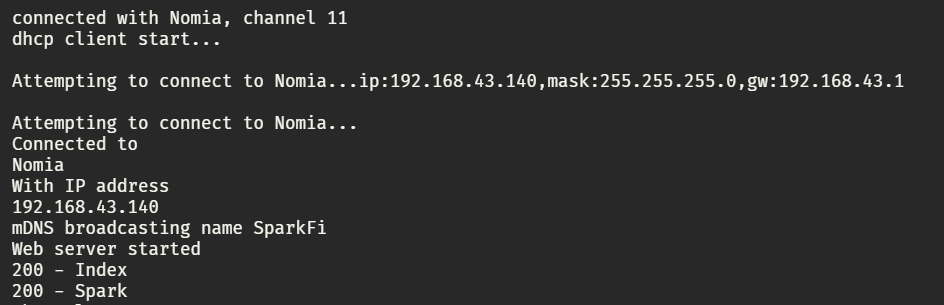 connected with Nomia, channel 11
dhcp client start...
Attempting to connect to Nomia...ip:192.168.43.140,mask:255.255.255.0,gw:192.168.43.1
Attempting to connect to Nomia...
Connected to
Nomia
With IP address
192.168.43.140
mDNS broadcasting name SparkFi
Web server started
200 - Index
200 - Spark